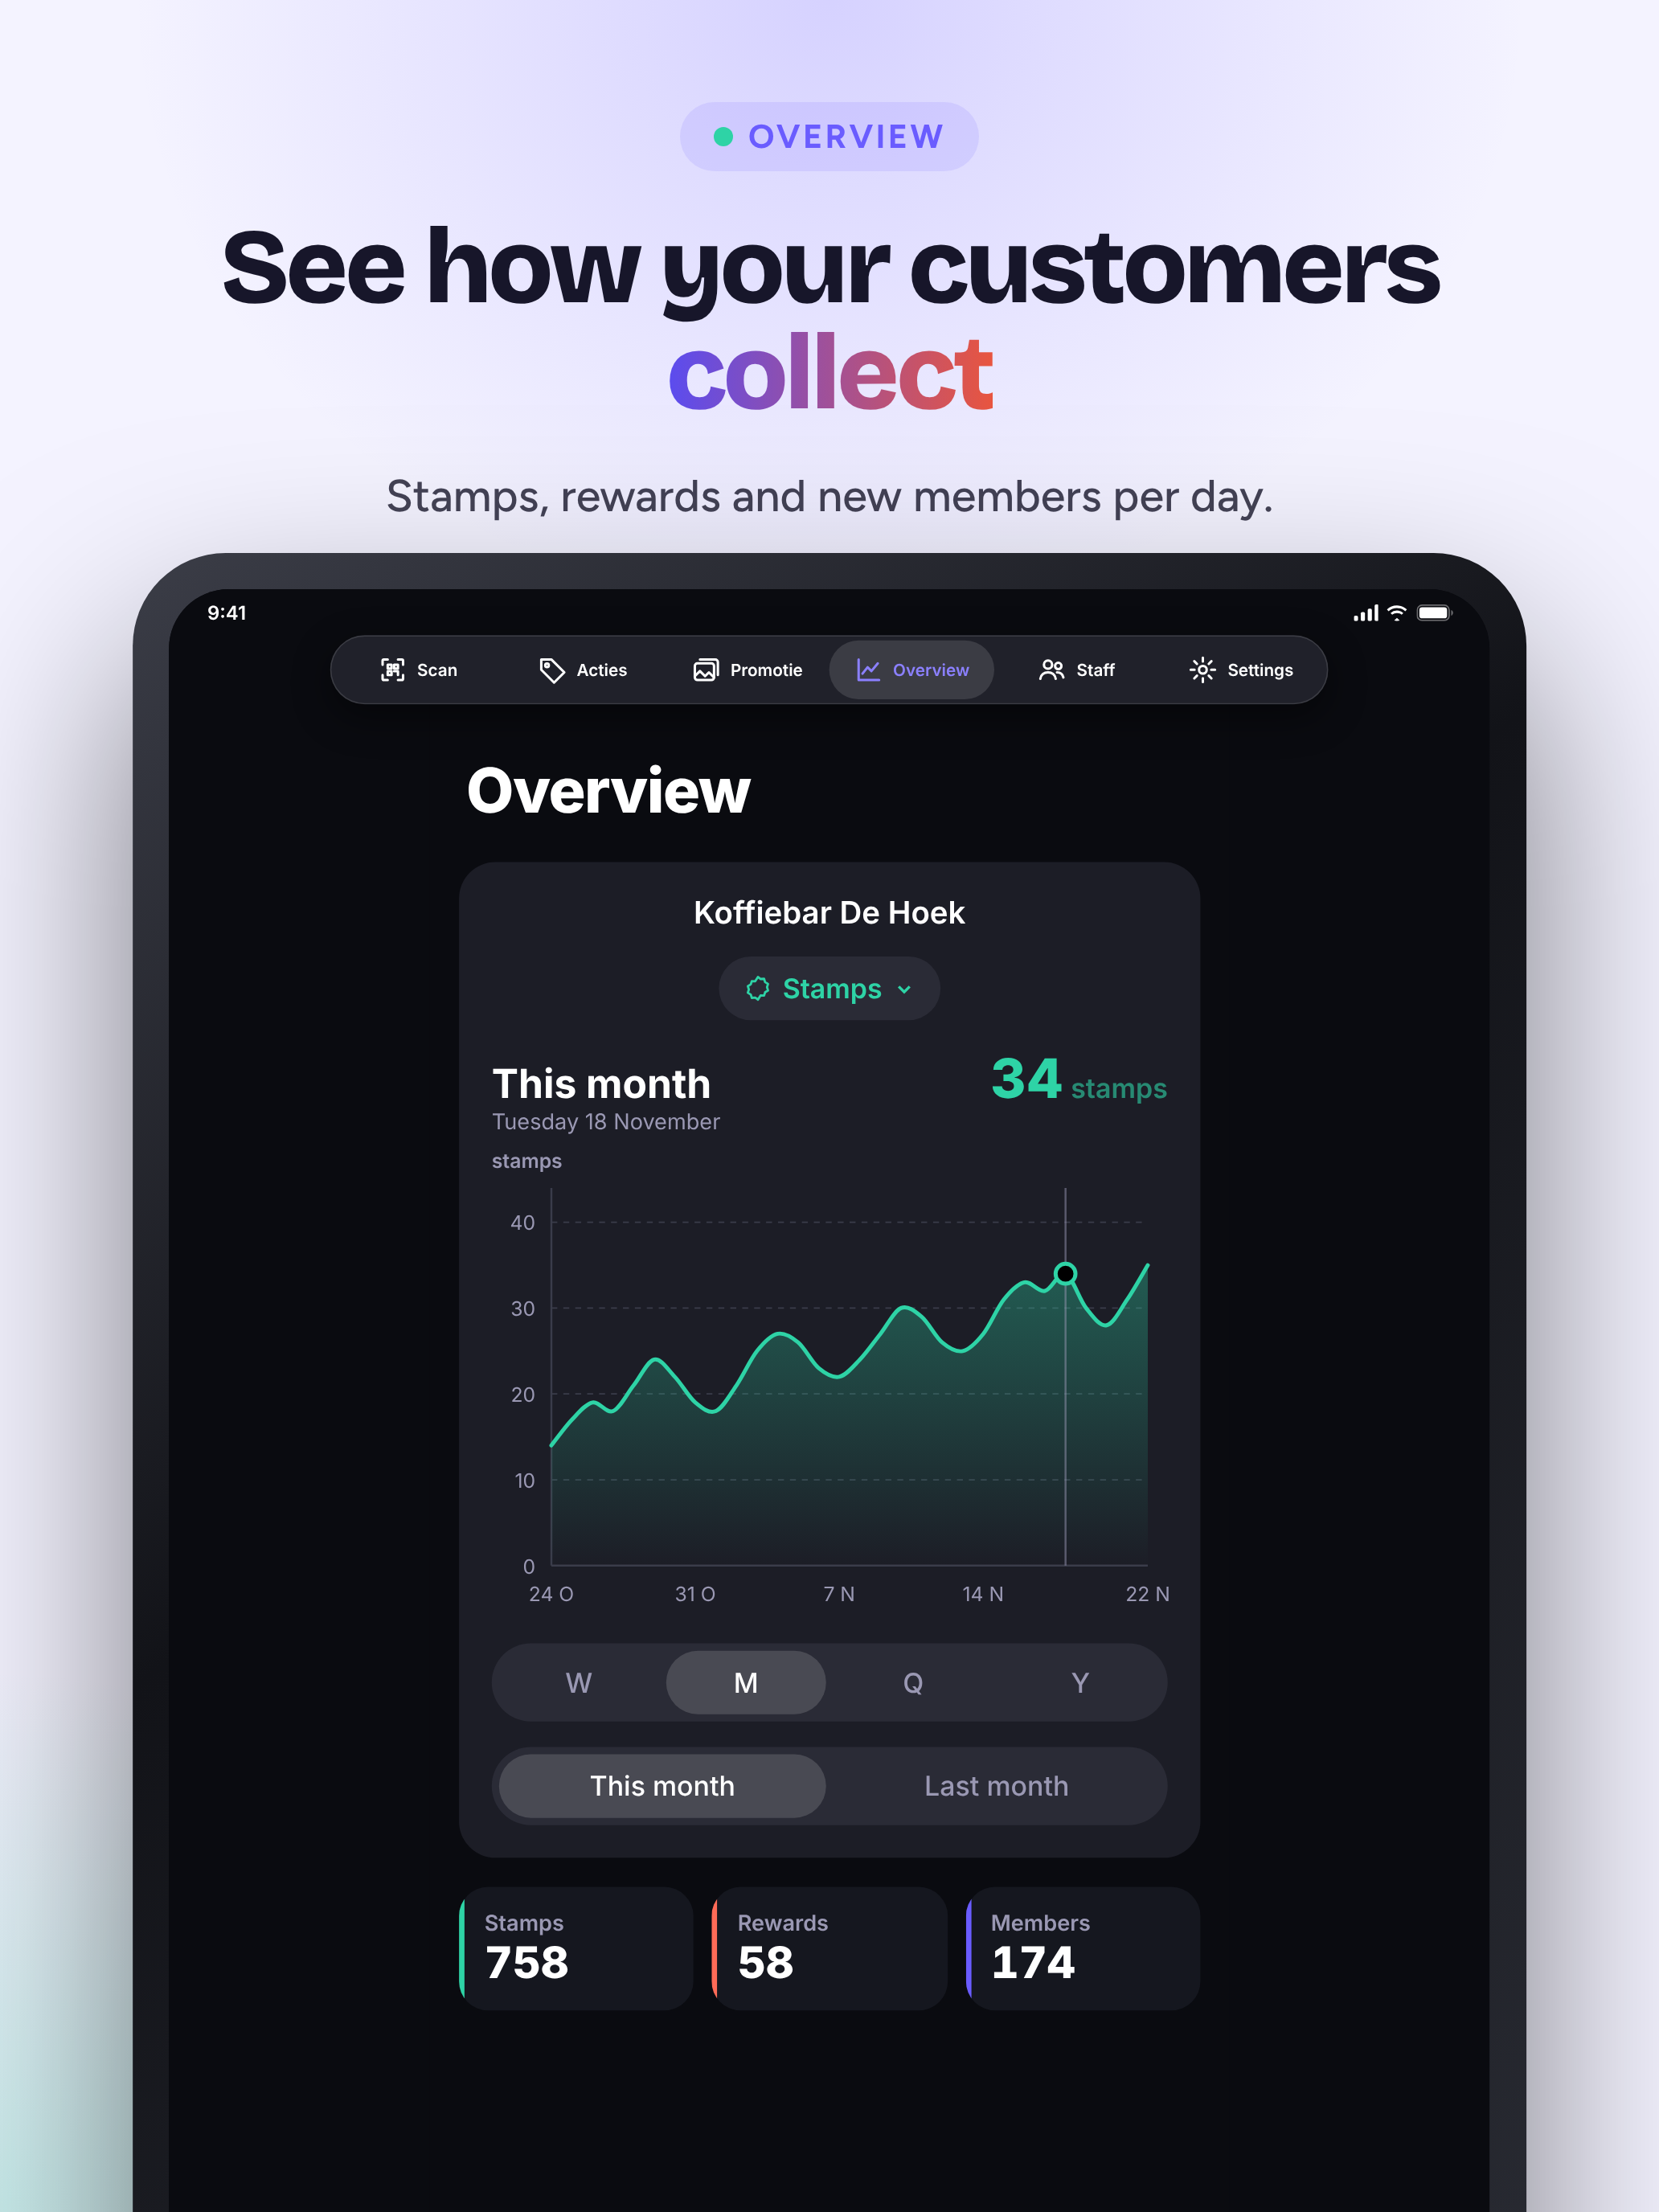 OVERVIEW
See how your customers
collect
Stamps, rewards and new members per day.
9:41
Scan Acties Promotie Overview Staff Settings
Overview
Koffiebar De Hoek
Stamps
This month 34 stamps
Tuesday 18 November
stamps
40
30
20
10
0
24 O 31 O 7 N 14 N 22 N
W M Q Y
This month Last month
Stamps Rewards Members
758 58 174